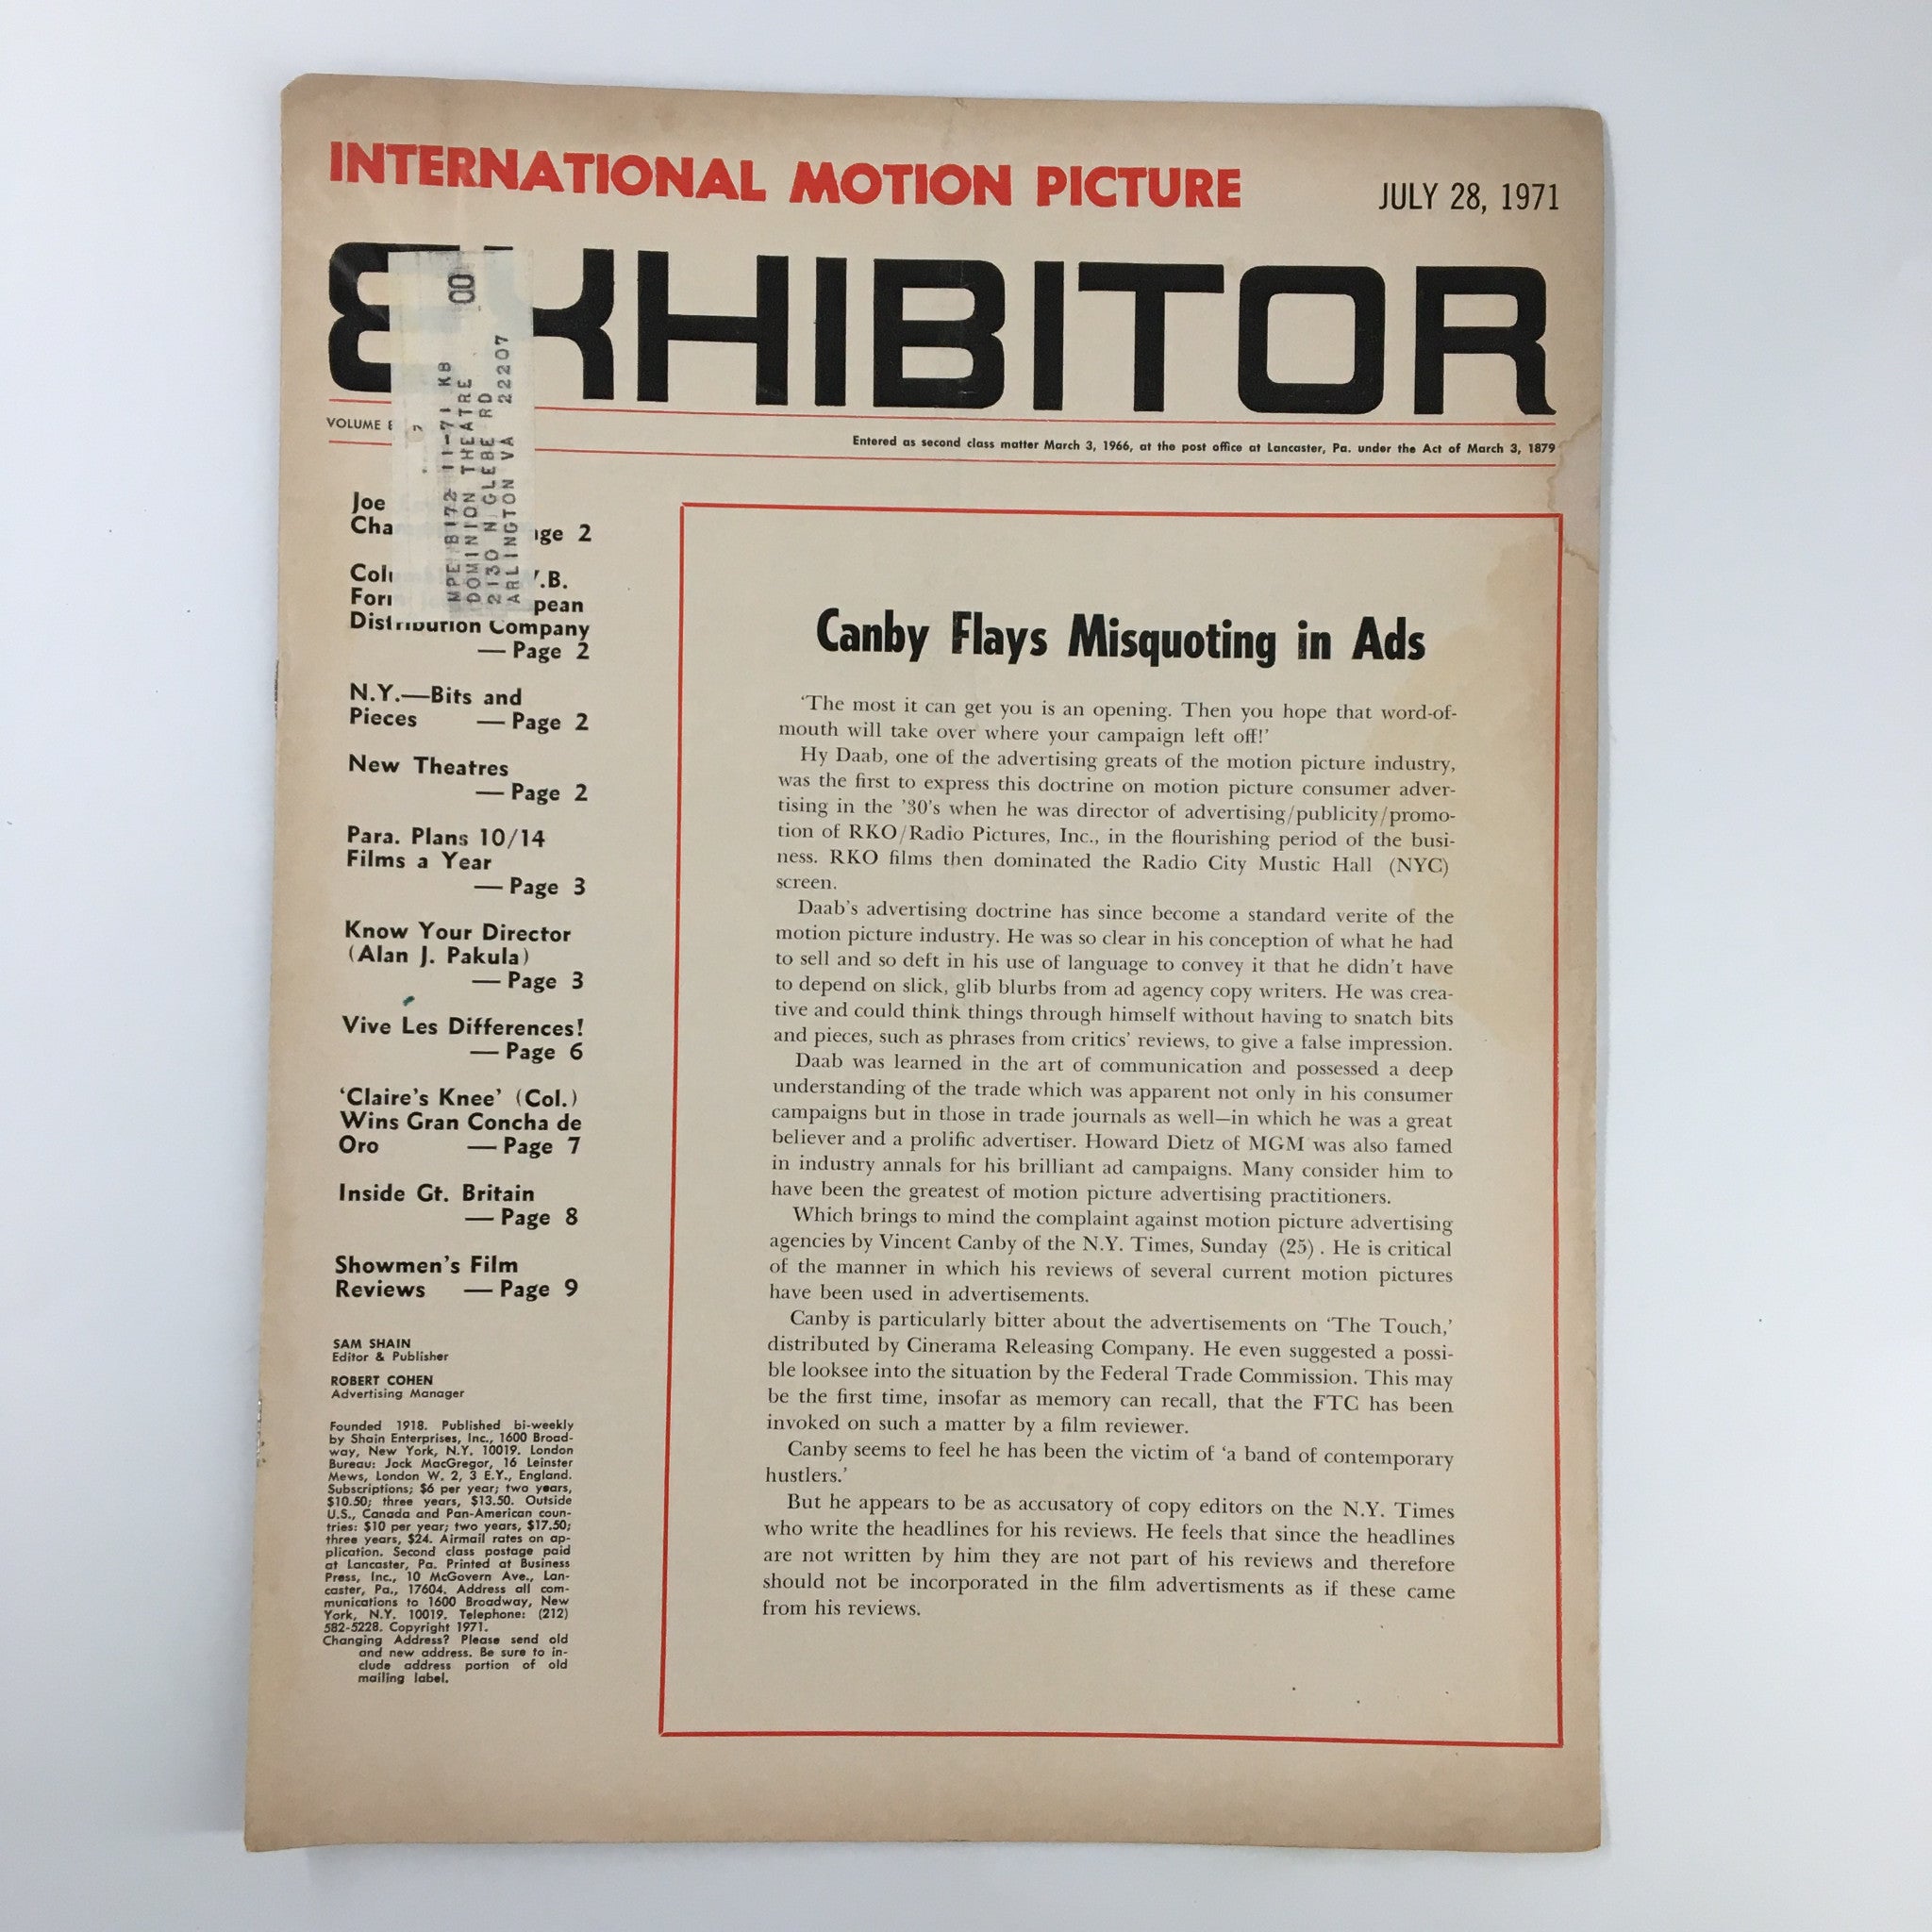 INTERNATIONAL MOTION PICTURE
JULY 28, 1971
EXHIBITOR
VOLUME
Entered as second class matter March 3, 1966, at the post office at Lancaster, Pa. under the Act of March 3, 1879
00
MPE 8172 11-71 KB
DOMINION THEATRE
2130 N GLEBE RD
ARLINGTON VA 22207
Joe
2
Distribution Company
— Page 2
N.Y.—Bits and
Pieces — Page 2
New Theatres
— Page 2
Para. Plans 10/14
Films a Year
— Page 3
Know Your Director
(Alan J. Pakula)
— Page 3
Vive Les Differences!
— Page 6
‘Claire’s Knee’ (Col.)
Wins Gran Concha de
Oro — Page 7
Inside Gt. Britain
— Page 8
Showmen’s Film
Reviews — Page 9
SAM SHAIN
Editor & Publisher
ROBERT COHEN
Advertising Manager
Founded 1918. Published bi-weekly
by Shain Enterprises, Inc., 1600 Broad-
way, New York, N.Y. 10019. London
Bureau: Jock MacGregor, 16 Leinster
Mews, London W. 2, 3 E.Y., England.
Subscriptions; $6 per year; two years,
$10.50; three years, $13.50. Outside
U.S., Canada and Pan-American coun-
tries: $10 per year; two years, $17.50;
three years, $24. Airmail rates on ap-
plication. Second class postage paid
at Lancaster, Pa. Printed at Business
Press, Inc., 10 McGovern Ave., Lan-
caster, Pa., 17604. Address all com-
munications to 1600 Broadway, New
York, N.Y. 10019. Telephone: (212)
582-5228. Copyright 1971.
Changing Address? Please send old
and new address. Be sure to in-
clude address portion of old
mailing label.
Canby Flays Misquoting in Ads
‘The most it can get you is an opening. Then you hope that word-of-
mouth will take over where your campaign left off!’
Hy Daab, one of the advertising greats of the motion picture industry,
was the first to express this doctrine on motion picture consumer adver-
tising in the ’30’s when he was director of advertising/publicity/promo-
tion of RKO/Radio Pictures, Inc., in the flourishing period of the busi-
ness. RKO films then dominated the Radio City Mustic Hall (NYC)
screen.
Daab’s advertising doctrine has since become a standard verite of the
motion picture industry. He was so clear in his conception of what he had
to sell and so deft in his use of language to convey it that he didn’t have
to depend on slick, glib blurbs from ad agency copy writers. He was crea-
tive and could think things through himself without having to snatch bits
and pieces, such as phrases from critics’ reviews, to give a false impression.
Daab was learned in the art of communication and possessed a deep
understanding of the trade which was apparent not only in his consumer
campaigns but in those in trade journals as well—in which he was a great
believer and a prolific advertiser. Howard Dietz of MGM was also famed
in industry annals for his brilliant ad campaigns. Many consider him to
have been the greatest of motion picture advertising practitioners.
Which brings to mind the complaint against motion picture advertising
agencies by Vincent Canby of the N.Y. Times, Sunday (25) . He is critical
of the manner in which his reviews of several current motion pictures
have been used in advertisements.
Canby is particularly bitter about the advertisements on ‘The Touch,’
distributed by Cinerama Releasing Company. He even suggested a possi-
ble looksee into the situation by the Federal Trade Commission. This may
be the first time, insofar as memory can recall, that the FTC has been
invoked on such a matter by a film reviewer.
Canby seems to feel he has been the victim of ‘a band of contemporary
hustlers.’
But he appears to be as accusatory of copy editors on the N.Y. Times
who write the headlines for his reviews. He feels that since the headlines
are not written by him they are not part of his reviews and therefore
should not be incorporated in the film advertisments as if these came
from his reviews.